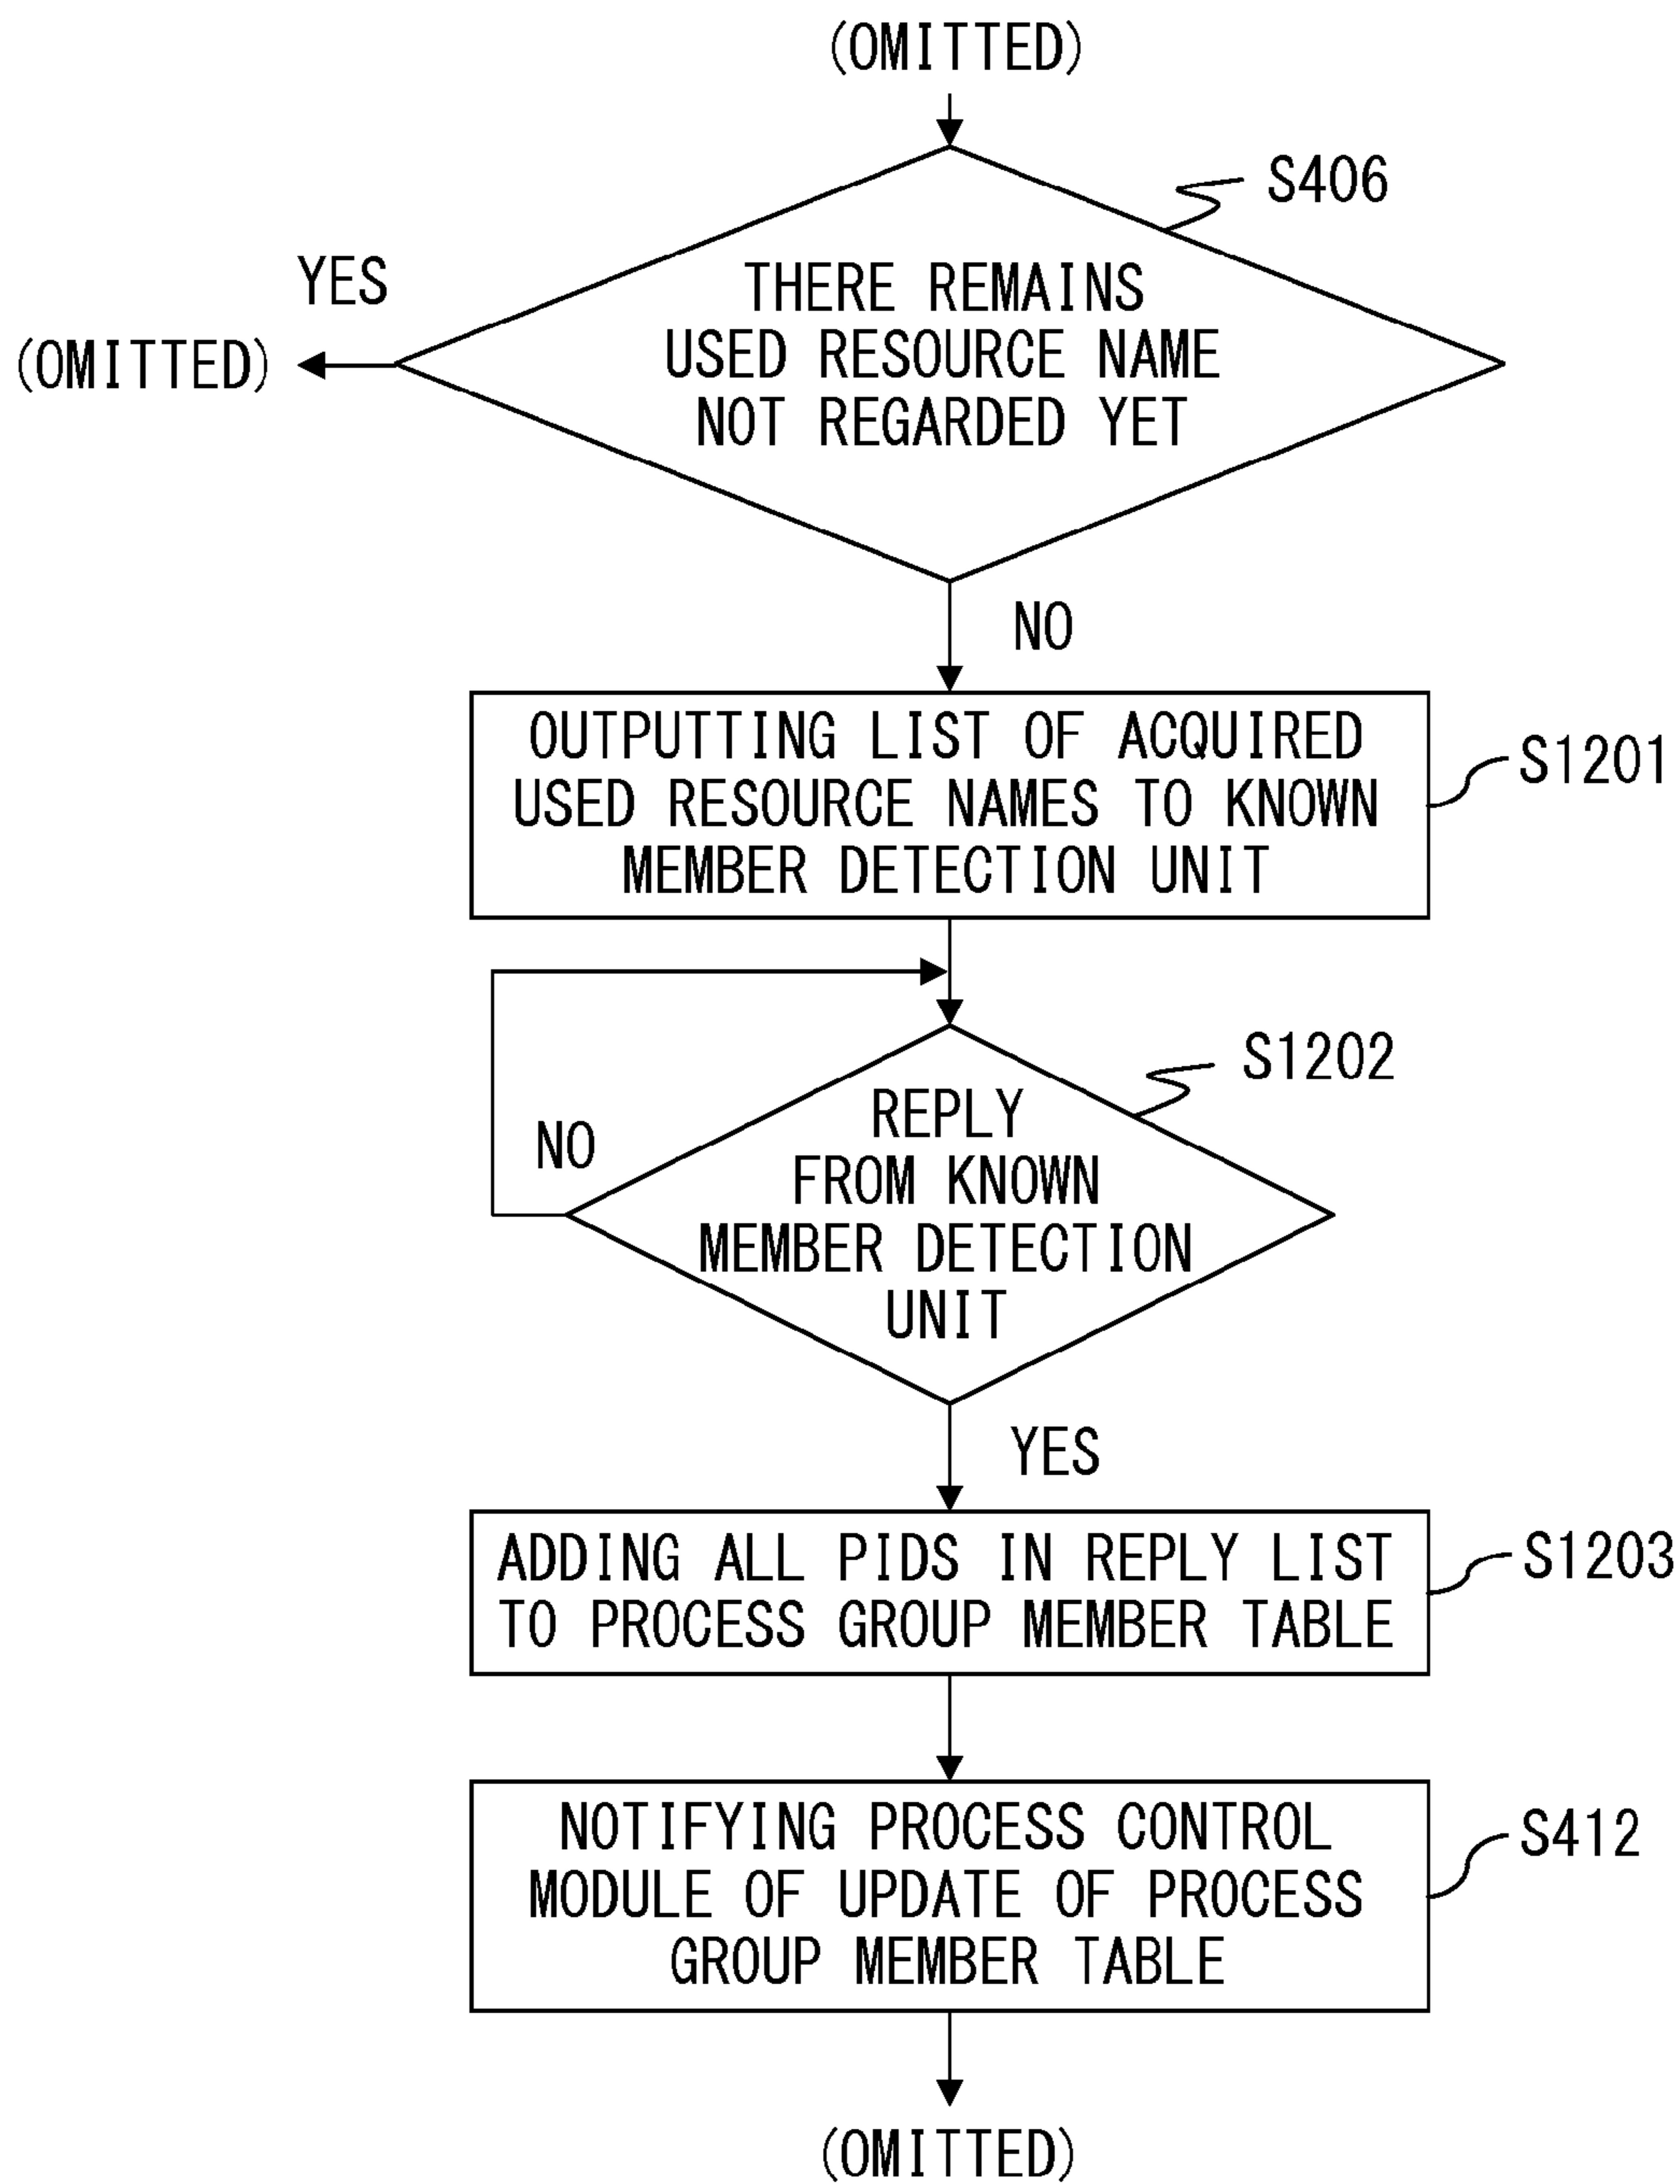 (OMITTED)
S406
YES
THERE REMAINS
USED RESOURCE NAME
NOT REGARDED YET
(OMITTED)
NO
OUTPUTTING LIST OF ACQUIRED
USED RESOURCE NAMES TO KNOWN
MEMBER DETECTION UNIT
S1201
S1202
NO
REPLY
FROM KNOWN
MEMBER DETECTION
UNIT
YES
ADDING ALL PIDS IN REPLY LIST
TO PROCESS GROUP MEMBER TABLE
S1203
NOTIFYING PROCESS CONTROL
MODULE OF UPDATE OF PROCESS
GROUP MEMBER TABLE
S412
(OMITTED)